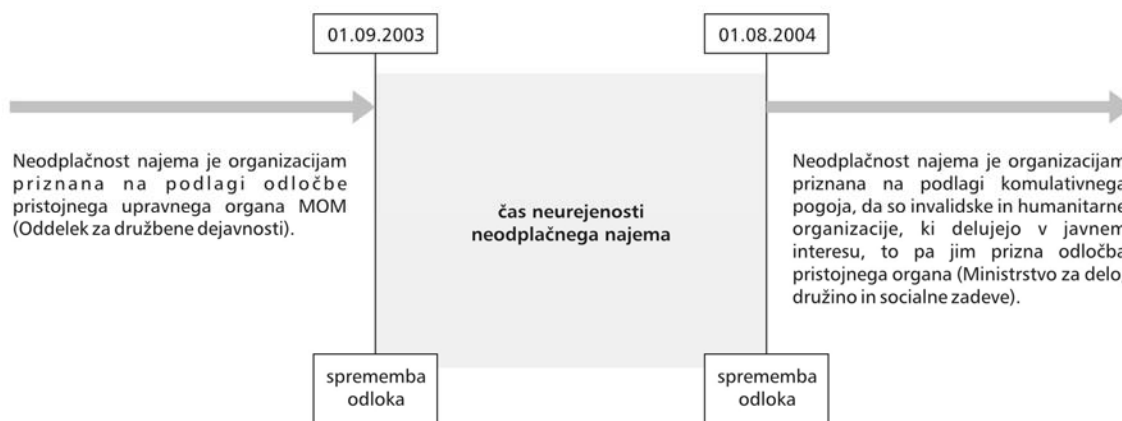 01.09.2003
01.08.2004
Neodplačnost najema je organizacijam
priznana na podlagi odločbe
pristojnega upravnega organa MOM
(Oddelek za družbene dejavnosti).
čas neurejenosti
neodplačnega najema
Neodplačnost najema je organizacijam
priznana na podlagi komulativnega
pogoja, da so invalidske in humanitarne
organizacije, ki delujejo v javnem
interesu, to pa jim prizna odločba
pristojnega organa (Ministrstvo za delo,
družino in socialne zadeve).
sprememba
odloka
sprememba
odloka